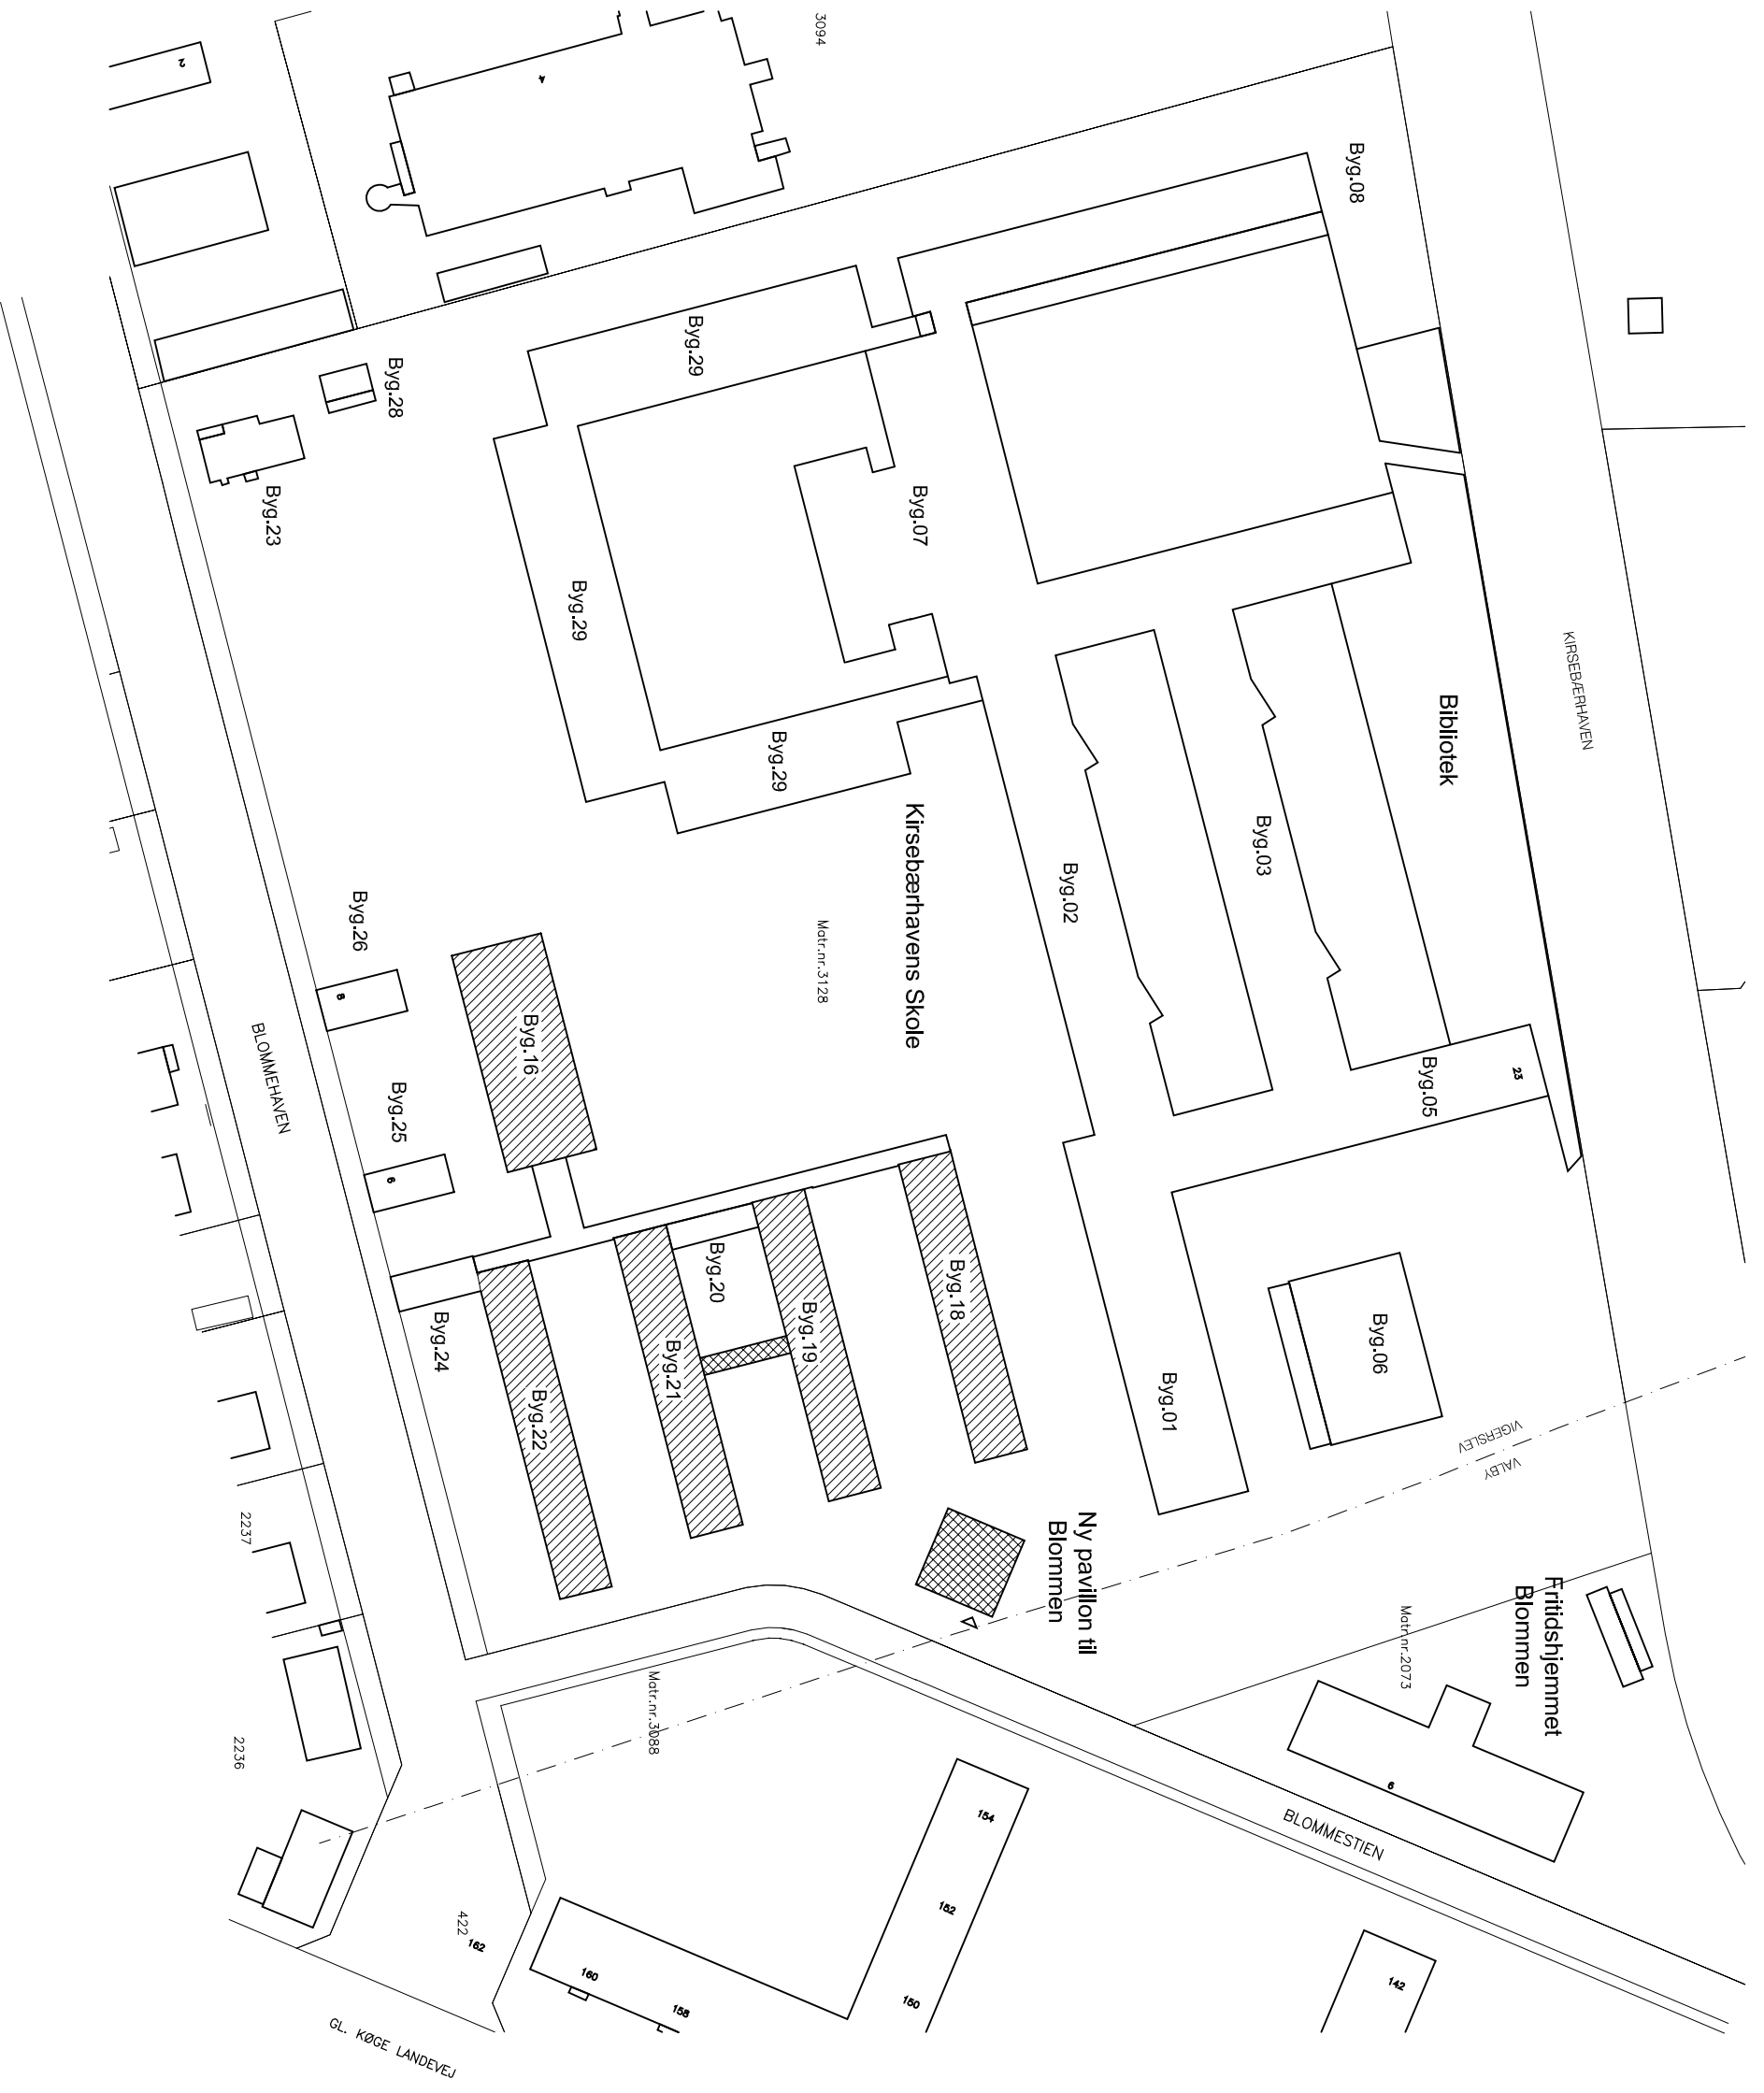 3094
2
4
Byg.08
Byg.29
Byg.28
Byg.23
Byg.07
Byg.29
KIRSEBÆRHAVEN
Bibliotek
Byg.29
Kirsebærhavens Skole
Byg.03
Byg.02
Matr.nr.3128
Byg.26
8
Byg.16
BLOMMEHAVEN
Byg.25
6
Byg.05
23
Byg.20
Byg.18
Byg.19
Byg.24
Byg.21
Byg.22
Byg.06
Byg.01
VIGERSLEV
VALBY
Ny pavillon til
Blommen
Fritidshjemmet
Blommen
Matr.nr.2073
2237
Matr.nr.3088
2236
6
BLOMMESTIEN
154
152
150
142
422
162
160
158
GL. KØGE LANDEVEJ